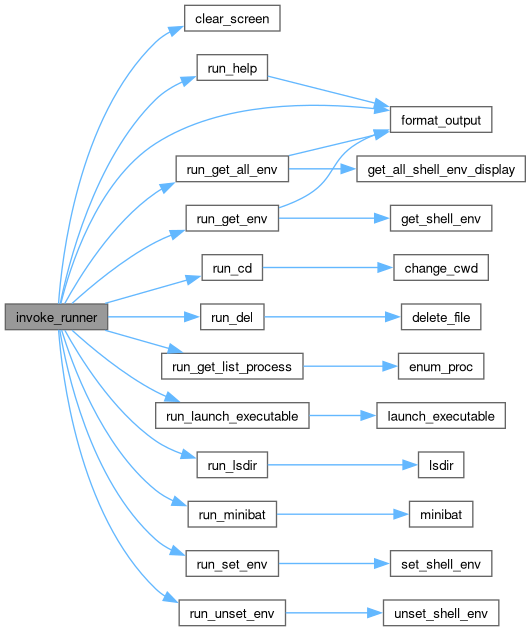 clear_screen
run_help
format_output
run_get_all_env
get_all_shell_env_display
run_get_env
get_shell_env
run_cd
change_cwd
invoke_runner
run_del
delete_file
run_get_list_process
enum_proc
run_launch_executable
launch_executable
run_lsdir
lsdir
run_minibat
minibat
run_set_env
set_shell_env
run_unset_env
unset_shell_env